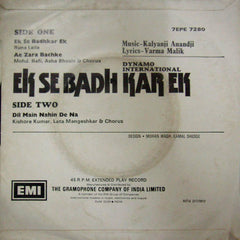 SIDE ONE
7EPE 7280
Ek Se Badhkar Ek
Runa Laila
Ae Zara Bachke
Mohd. Rafi, Asha Bhosle & Chorus
Music-Kalyanji Anandji
Lyrics-Varma Malik
DYNAMO
INTERNATIONAL
EK SE BADH KAR EK
SIDE TWO
Dil Main Nahin De Na
Kishore Kumar, Lata Mangeshkar & Chorus
EMI
45 R.P.M. EXTENDED PLAY RECORD
THE GRAMOPHONE COMPANY OF INDIA LIMITED